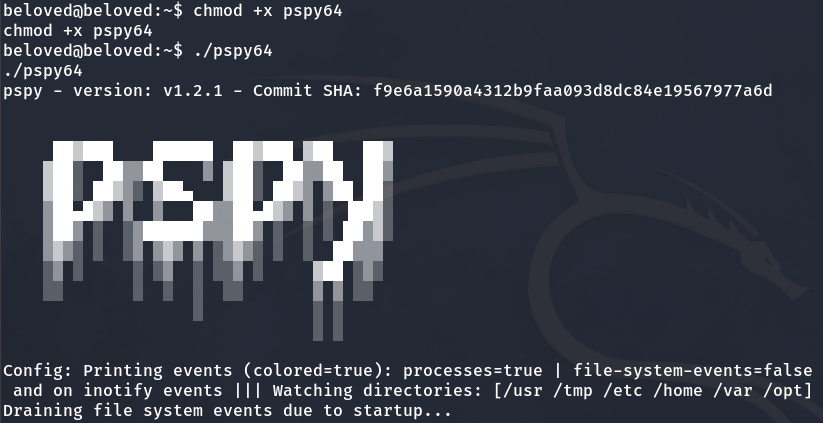 beloved@beloved:~$ chmod +x pspy64
chmod +x pspy64
beloved@beloved:~$ ./pspy64
./pspy64
pspy - version: v1.2.1 - Commit SHA: f9e6a1590a4312b9faa093d8dc84e19567977a6d
pspy
Config: Printing events (colored=true): processes=true | file-system-events=false
 and on inotify events ||| Watching directories: [/usr /tmp /etc /home /var /opt]
Draining file system events due to startup...